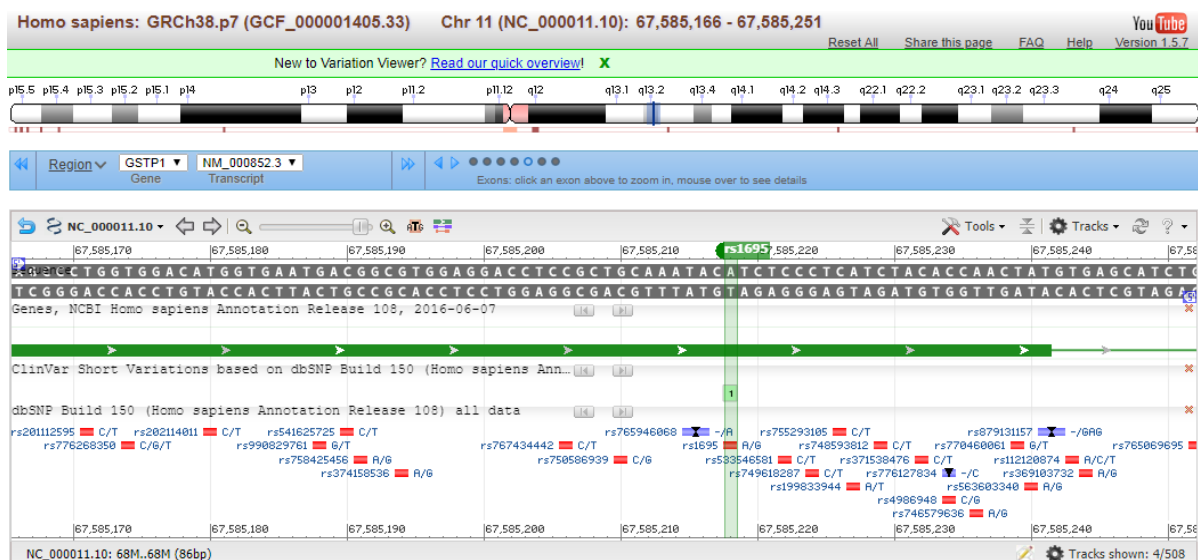 Homo sapiens: GRCh38.p7 (GCF_000001405.33) Chr 11 (NC_000011.10): 67,585,166 - 67,585,251 You Tube
Reset All Share this page FAQ Help Version 1.5.7
New to Variation Viewer? Read our quick overview! X
p15.5 p15.4 p15.3 p15.2 p15.1 p14 p13 p12 p11.2 p11.12 q12 q13.1 q13.2 q13.4 q14.1 q14.2 q14.3 q22.1 q22.2 q23.1 q23.2 q23.3 q24 q25
Region GSTP1 NM_000852.3
Gene Transcript Exons: click an exon above to zoom in, mouse over to see details
NC_000011.10 Tools Tracks ?
67,585,170 67,585,180 67,585,190 67,585,200 67,585,210 rs1695 7,585,220 67,585,230 67,585,240 67,58
5' Sequence CTGGTGGACATGGTGAATGACGGCGTGGAGGACCTCCGCTGCAAATACATCTCCCTCATCTACACCAACTATGTGAGCATCTC
TCGGGACCACCTGTACCACTTACTGCCGCACCTCCTGGAGGCGACGTTTATGTAGAGGGAGTAGATGTGGTTGATACACTCGTAGA 5'
Genes, NCBI Homo sapiens Annotation Release 108, 2016-06-07
ClinVar Short Variations based on dbSNP Build 150 (Homo sapiens Ann...
1
dbSNP Build 150 (Homo sapiens Annotation Release 108) all data
rs201112595 C/T rs202114011 C/T rs541625725 C/T rs765946068 -/A rs755293105 C/T rs879131157 -/GAG
rs776268350 C/G/T rs990829761 G/T rs767434442 C/T rs1695 A/G rs748593812 C/T rs770460061 G/T rs765069695
rs758425456 A/G rs750586939 C/G rs533546581 C/T rs371538476 C/T rs112120874 A/C/T
rs374158536 A/G rs749618287 C/T rs776127834 -/C rs369103732 A/G
rs199833944 A/T rs563603340 A/G
rs4986948 C/G
rs746579636 A/G
67,585,170 67,585,180 67,585,190 67,585,200 67,585,210 67,585,220 67,585,230 67,585,240 67,58
NC_000011.10: 68M..68M (86bp) Tracks shown: 4/508